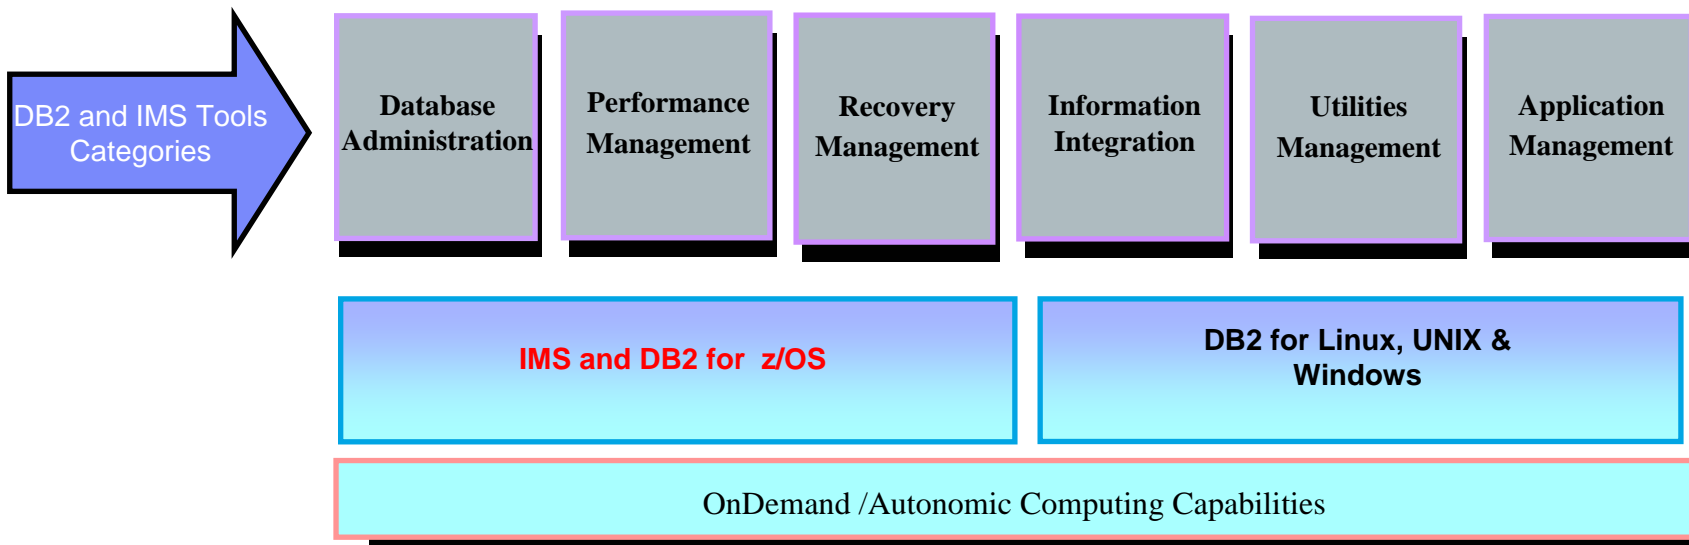 DB2 and IMS Tools
Categories
Database
Administration
Performance
Management
Recovery
Management
Information
Integration
Utilities
Management
Application
Management
IMS and DB2 for z/OS
DB2 for Linux, UNIX &
Windows
OnDemand /Autonomic Computing Capabilities